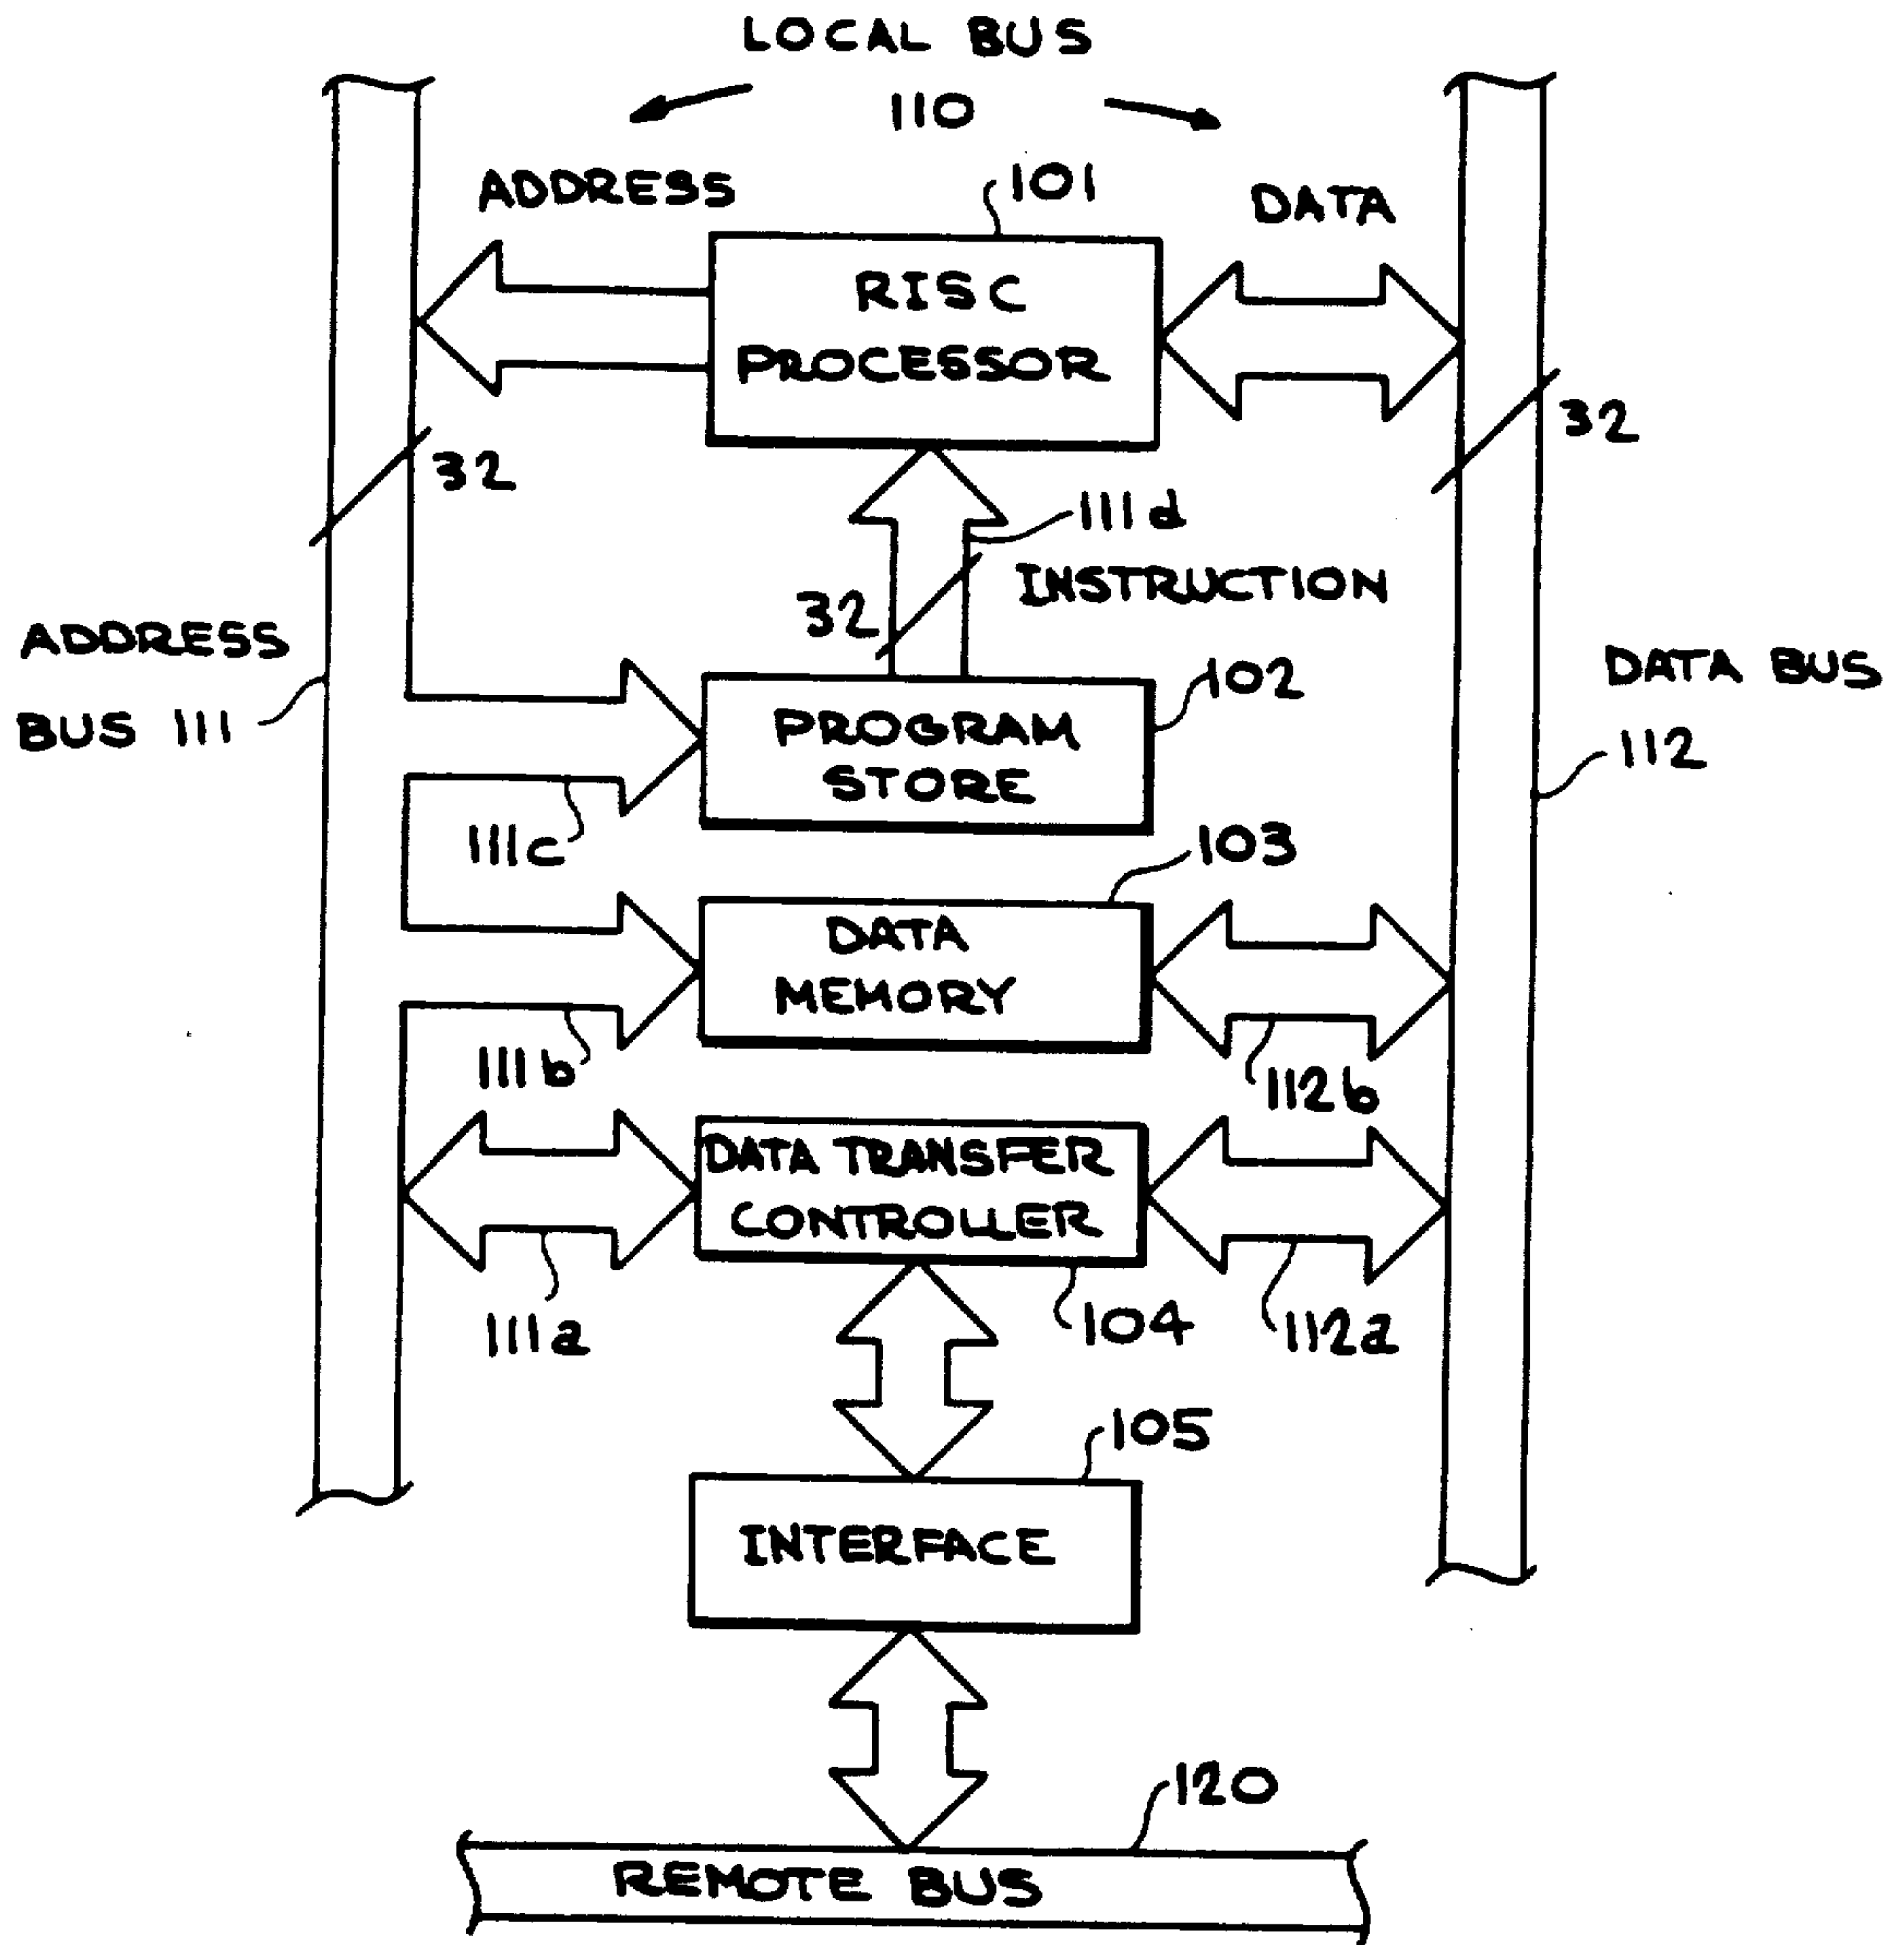 LOCAL BUS
110
ADDRESS
101
DATA
RISC
PROCESSOR
32
32
111d
INSTRUCTION
32
ADDRESS
BUS 111
DATA BUS
112
102
PROGRAM
STORE
111c
103
DATA
MEMORY
111b
112b
DATA TRANSFER
CONTROLLER
111a
104
112a
105
INTERFACE
120
REMOTE BUS